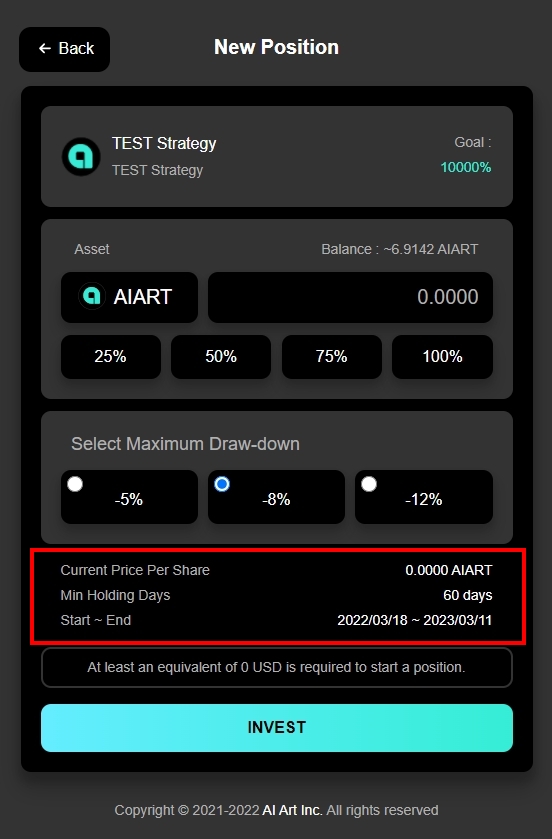 ← Back
New Position
TEST Strategy
TEST Strategy
Goal :
10000%
Asset
Balance : ~6.9142 AIART
AIART
0.0000
25%
50%
75%
100%
Select Maximum Draw-down
-5%
-8%
-12%
Current Price Per Share 0.0000 AIART
Min Holding Days 60 days
Start ~ End 2022/03/18 ~ 2023/03/11
At least an equivalent of 0 USD is required to start a position.
INVEST
Copyright © 2021-2022 AI Art Inc. All rights reserved